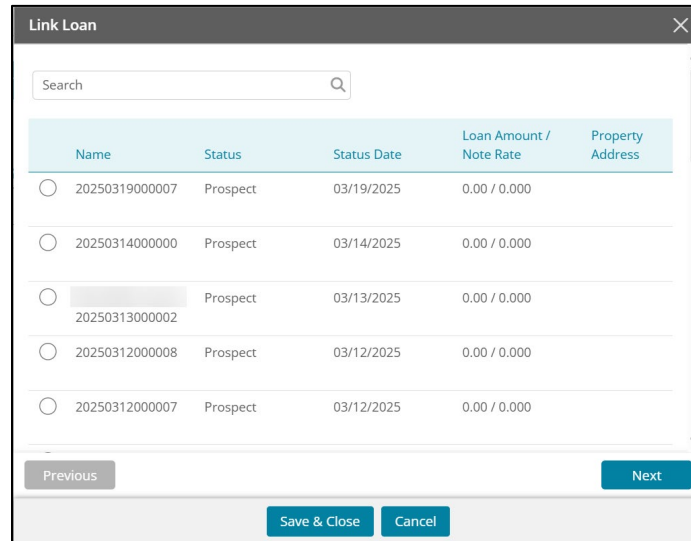 Link Loan
Search
Loan Amount / Property
Name Status Status Date Note Rate Address
20250319000007 Prospect 03/19/2025 0.00 / 0.000
20250314000000 Prospect 03/14/2025 0.00 / 0.000
Prospect 03/13/2025 0.00 / 0.000
20250313000002
20250312000008 Prospect 03/12/2025 0.00 / 0.000
20250312000007 Prospect 03/12/2025 0.00 / 0.000
Previous Next
Save & Close Cancel